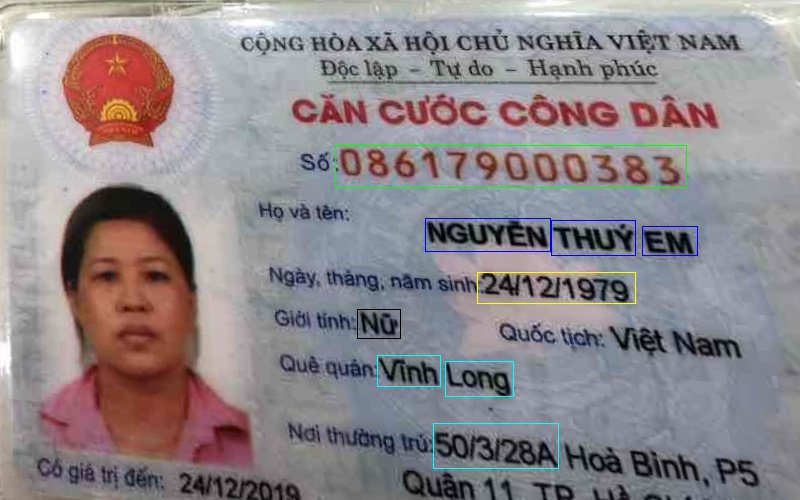 CỘNG HÒA XÃ HỘI CHỦ NGHĨA VIỆT NAM
Độc lập – Tự do – Hạnh phúc
CĂN CƯỚC CÔNG DÂN
Số: 086179000383
Họ và tên:
NGUYỄN THUÝ EM
Ngày, tháng, năm sinh: 24/12/1979
Giới tính: Nữ Quốc tịch: Việt Nam
Quê quán: Vĩnh Long
Nơi thường trú: 50/3/28A Hoà Bình, P5
Có giá trị đến: 24/12/2019
Quận 11, TP.